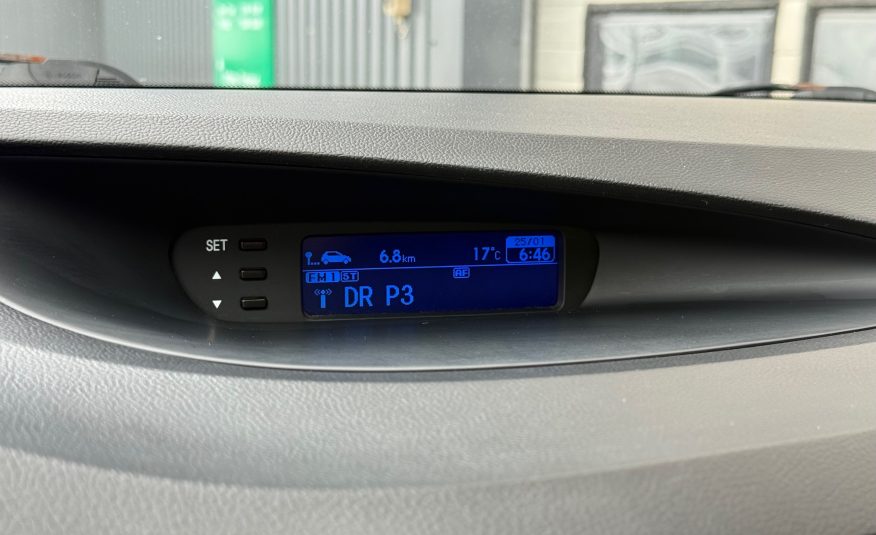 SET
▲
▼
6.8km 17°C 25/01
6:46
FM1 ST AF
DR P3